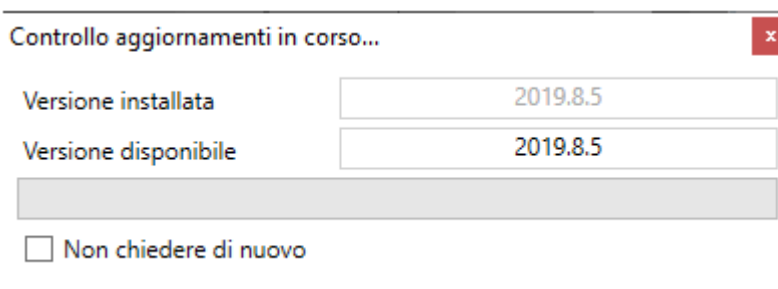 Controllo aggiornamenti in corso...
x
Versione installata 2019.8.5
Versione disponibile 2019.8.5
Non chiedere di nuovo